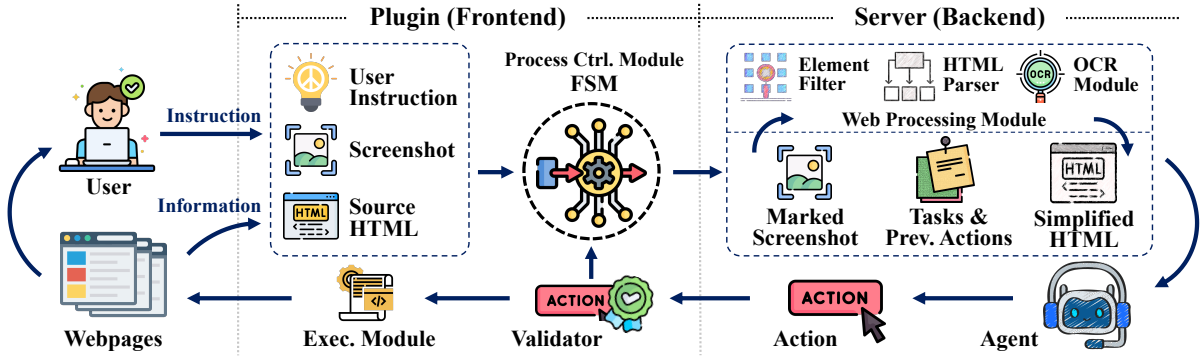 Plugin (Frontend)
Server (Backend)
User
Instruction
Information
Webpages
User
Instruction
Screenshot
HTML
Source
HTML
Process Ctrl. Module
FSM
Element
Filter
HTML
Parser
OCR
OCR
Module
Web Processing Module
Marked
Screenshot
Tasks &
Prev. Actions
HTML
Simplified
HTML
Exec. Module
ACTION
Validator
ACTION
Action
Agent